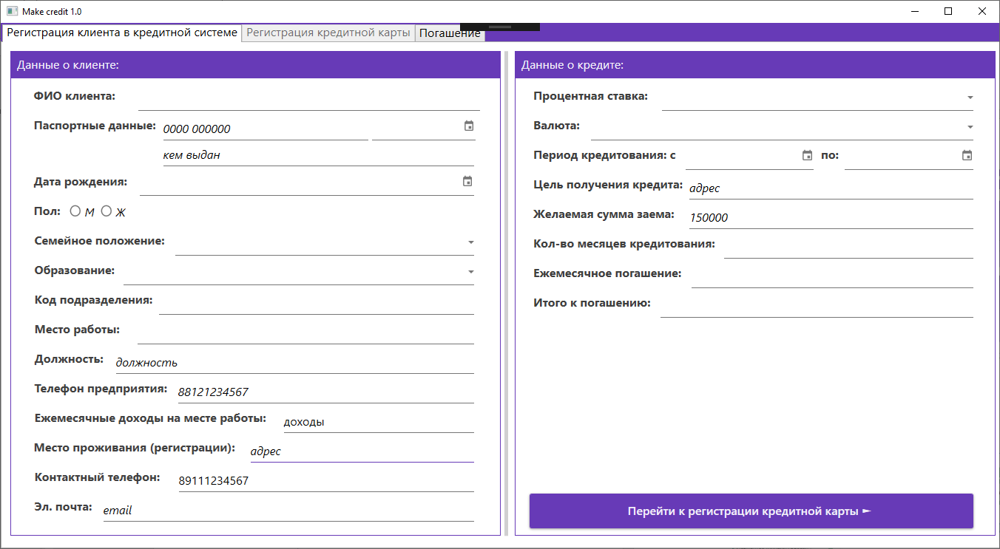 Make credit 1.0
Регистрация клиента в кредитной системе
Регистрация кредитной карты
Погашение
Данные о клиенте:
ФИО клиента:
Паспортные данные: 0000 000000
кем выдан
Дата рождения:
Пол: М Ж
Семейное положение:
Образование:
Код подразделения:
Место работы:
Должность: должность
Телефон предприятия: 88121234567
Ежемесячные доходы на месте работы: доходы
Место проживания (регистрации): адрес
Контактный телефон: 89111234567
Эл. почта: email
Данные о кредите:
Процентная ставка:
Валюта:
Период кредитования: с по:
Цель получения кредита: адрес
Желаемая сумма заема: 150000
Кол-во месяцев кредитования:
Ежемесячное погашение:
Итого к погашению:
Перейти к регистрации кредитной карты ►